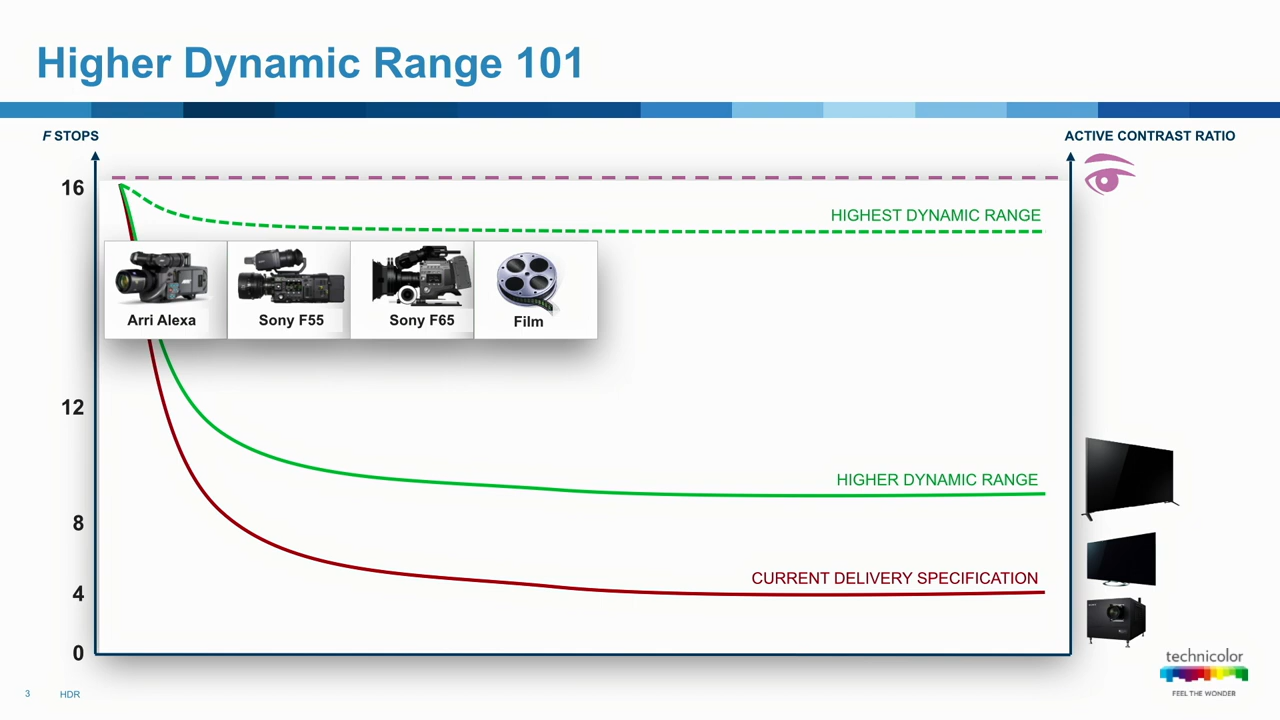 Higher Dynamic Range 101
F STOPS
ACTIVE CONTRAST RATIO
16
HIGHEST DYNAMIC RANGE
Arri Alexa
Sony F55
Sony F65
Film
12
HIGHER DYNAMIC RANGE
8
CURRENT DELIVERY SPECIFICATION
4
0
technicolor
FEEL THE WONDER
3
HDR